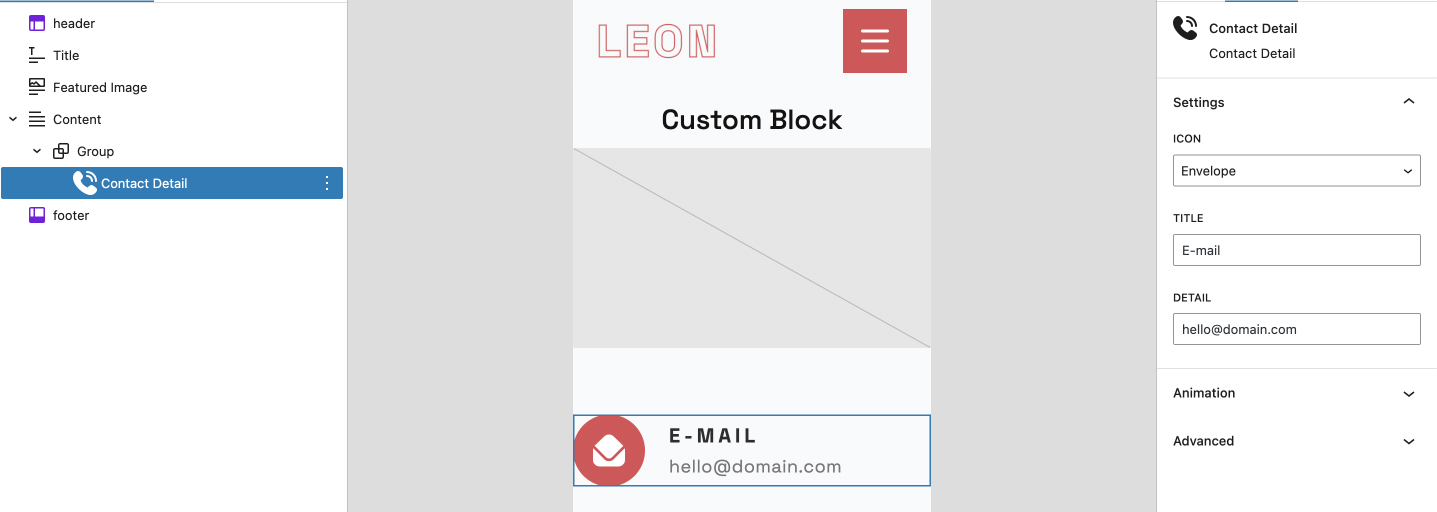 header
Title
Featured Image
Content
Group
Contact Detail
footer
LEON
Custom Block
E-MAIL
hello@domain.com
Contact Detail
Contact Detail
Settings
ICON
Envelope
TITLE
E-mail
DETAIL
hello@domain.com
Animation
Advanced